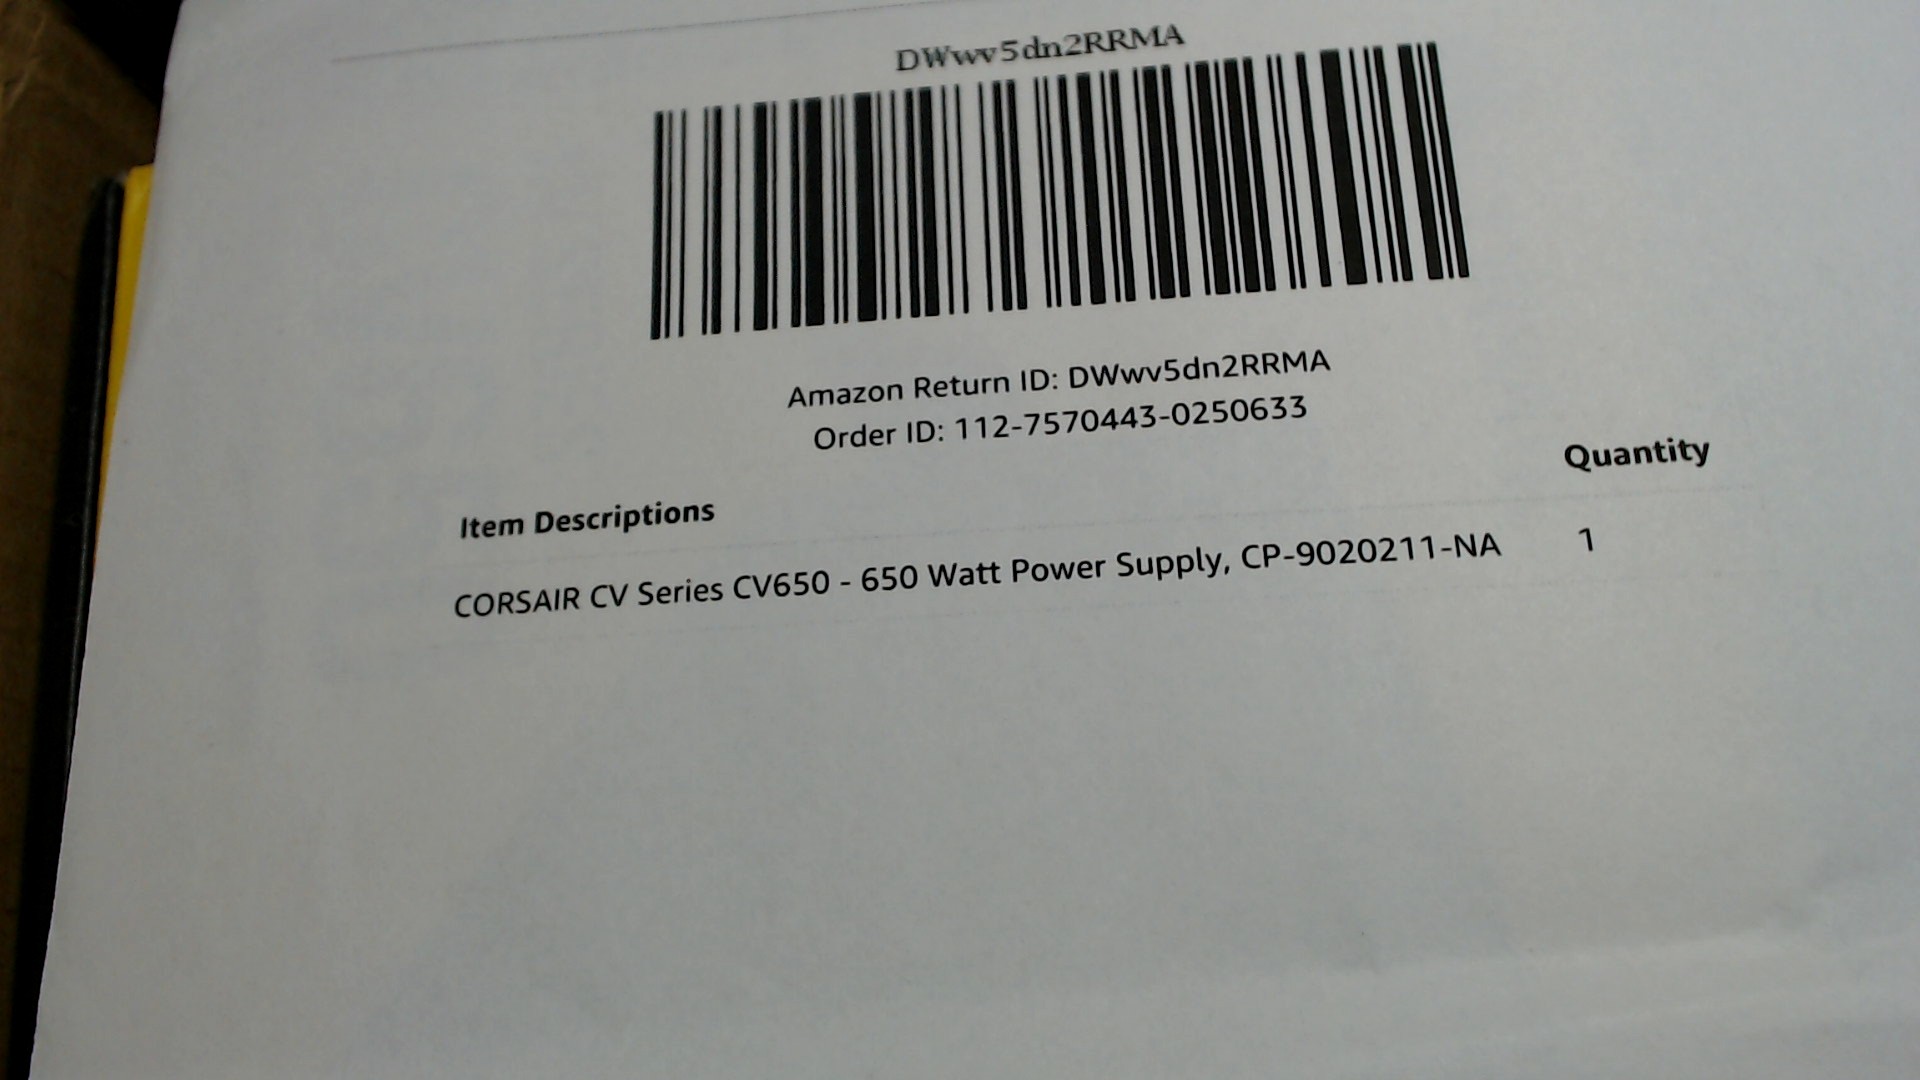 DWwv5dn2RRMA
Amazon Return ID: DWwv5dn2RRMA
Order ID: 112-7570443-0250633
Item Descriptions Quantity
CORSAIR CV Series CV650 - 650 Watt Power Supply, CP-9020211-NA 1